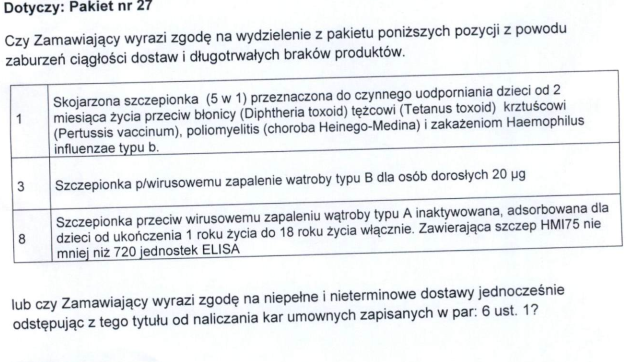 Dotyczy: Pakiet nr 27
Czy Zamawiający wyrazi zgodę na wydzielenie z pakietu poniższych pozycji z powodu
zaburzeń ciągłości dostaw i długotrwałych braków produktów.
1
Skojarzona szczepionka (5 w 1) przeznaczona do czynnego uodporniania dzieci od 2
miesiąca życia przeciw błonicy (Diphtheria toxoid) tężcowi (Tetanus toxoid) krztuścowi
(Pertussis vaccinum), poliomyelitis (choroba Heinego-Medina) i zakażeniom Haemophilus
influenzae typu b.
3
Szczepionka p/wirusowemu zapalenie watroby typu B dla osób dorosłych 20 µg
8
Szczepionka przeciw wirusowemu zapaleniu wątroby typu A inaktywowana, adsorbowana dla
dzieci od ukończenia 1 roku życia do 18 roku życia włącznie. Zawierająca szczep HMI75 nie
mniej niż 720 jednostek ELISA
lub czy Zamawiający wyrazi zgodę na niepełne i nieterminowe dostawy jednocześnie
odstępując z tego tytułu od naliczania kar umownych zapisanych w par: 6 ust. 1?